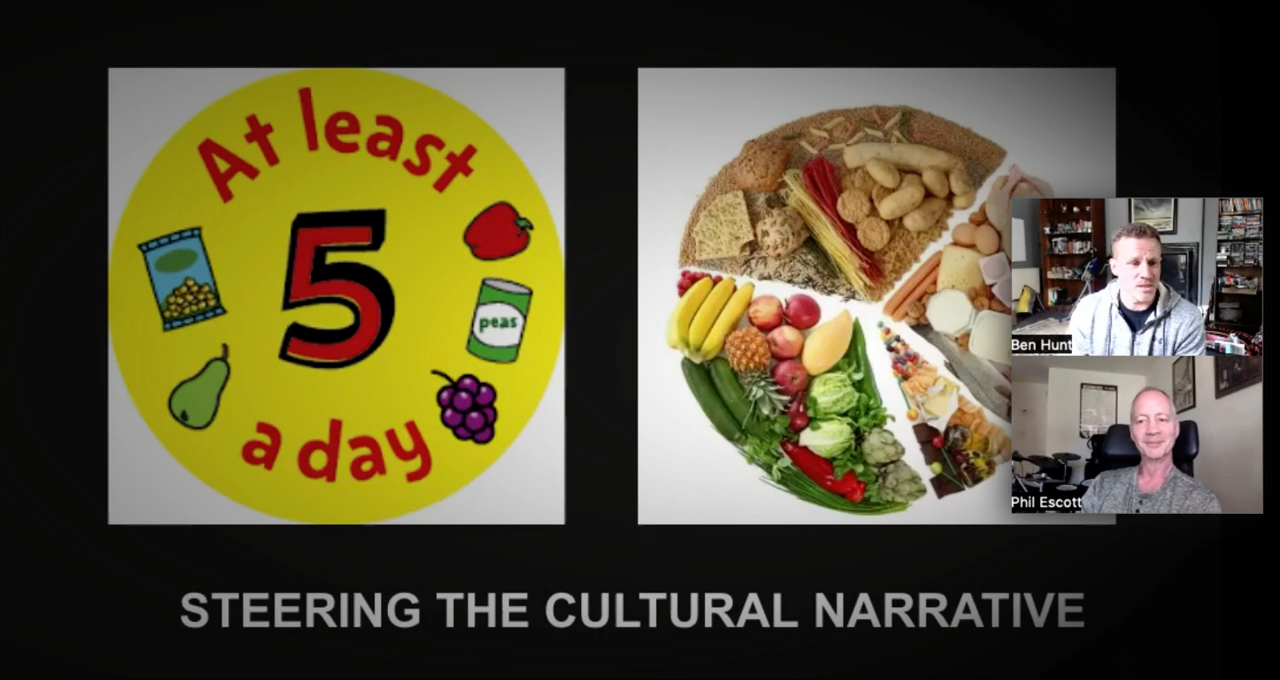 At least
5
a day
peas
Ben Hunt
Phil Escott
STEERING THE CULTURAL NARRATIVE